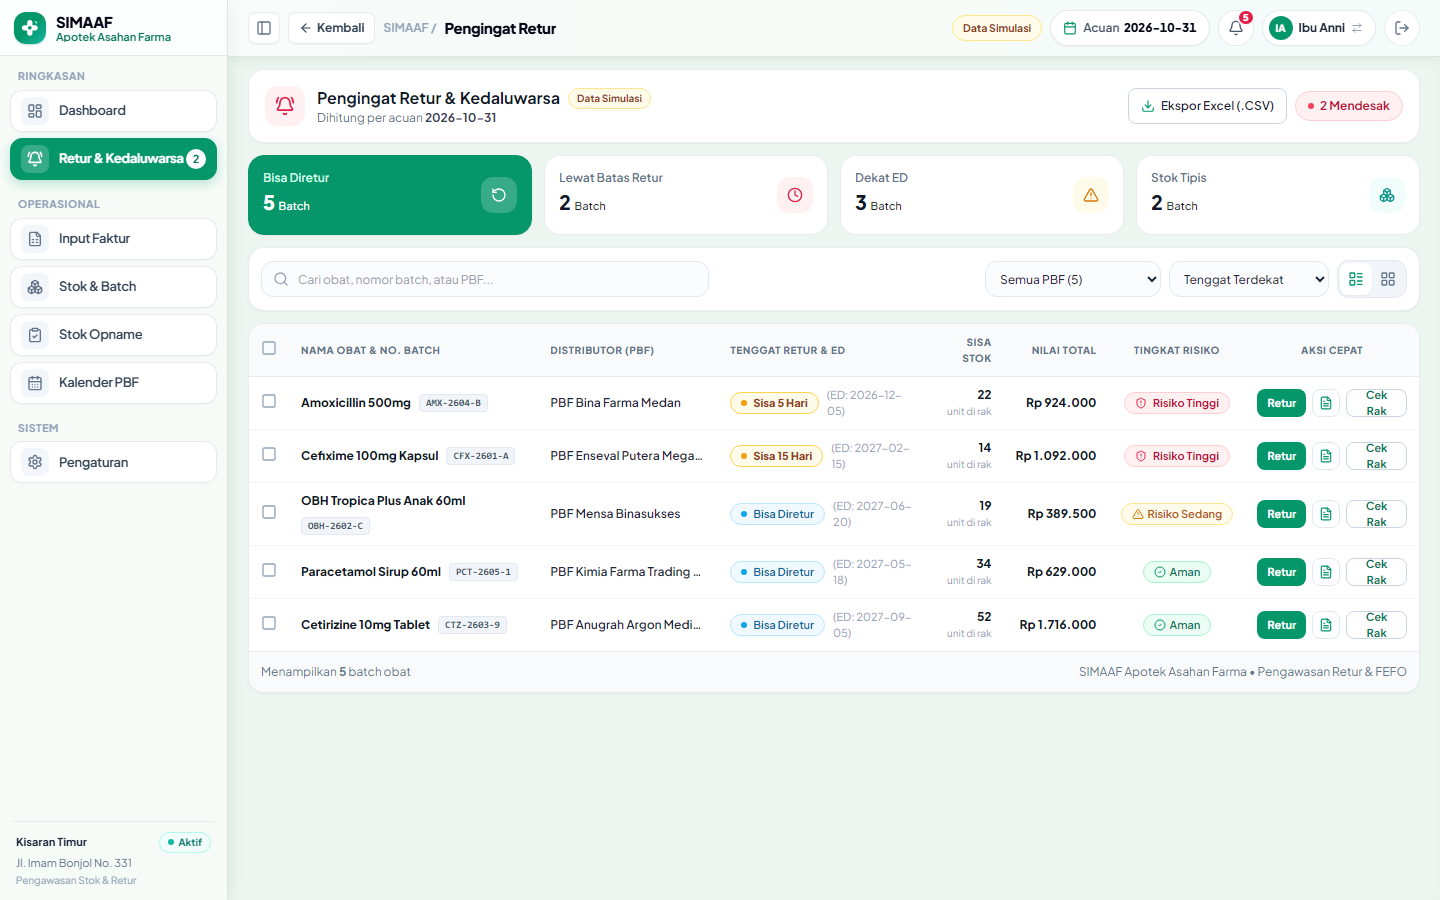 SIMAAF
Apotek Asahan Farma
RINGKASAN
Dashboard
Retur & Kedaluwarsa 2
OPERASIONAL
Input Faktur
Stok & Batch
Stok Opname
Kalender PBF
SISTEM
Pengaturan
Kisaran Timur
Aktif
Jl. Imam Bonjol No. 331
Pengawasan Stok & Retur
Kembali
SIMAAF /
Pengingat Retur
Data Simulasi
Acuan 2026-10-31
5
IA
Ibu Anni
Pengingat Retur & Kedaluwarsa
Data Simulasi
Dihitung per acuan 2026-10-31
Ekspor Excel (.CSV)
2 Mendesak
Bisa Diretur
5 Batch
Lewat Batas Retur
2 Batch
Dekat ED
3 Batch
Stok Tipis
2 Batch
Cari obat, nomor batch, atau PBF...
Semua PBF (5)
Tenggat Terdekat
NAMA OBAT & NO. BATCH
DISTRIBUTOR (PBF)
TENGGAT RETUR & ED
SISA
STOK
NILAI TOTAL
TINGKAT RISIKO
AKSI CEPAT
Amoxicillin 500mg
AMX-2604-B
PBF Bina Farma Medan
Sisa 5 Hari
(ED: 2026-12-
05)
22
unit di rak
Rp 924.000
Risiko Tinggi
Retur
Cek
Rak
Cefixime 100mg Kapsul
CFX-2601-A
PBF Enseval Putera Mega...
Sisa 15 Hari
(ED: 2027-02-
15)
14
unit di rak
Rp 1.092.000
Risiko Tinggi
Retur
Cek
Rak
OBH Tropica Plus Anak 60ml
OBH-2602-C
PBF Mensa Binasukses
Bisa Diretur
(ED: 2027-06-
20)
19
unit di rak
Rp 389.500
Risiko Sedang
Retur
Cek
Rak
Paracetamol Sirup 60ml
PCT-2605-1
PBF Kimia Farma Trading ...
Bisa Diretur
(ED: 2027-05-
18)
34
unit di rak
Rp 629.000
Aman
Retur
Cek
Rak
Cetirizine 10mg Tablet
CTZ-2603-9
PBF Anugrah Argon Medi...
Bisa Diretur
(ED: 2027-09-
05)
52
unit di rak
Rp 1.716.000
Aman
Retur
Cek
Rak
Menampilkan 5 batch obat
SIMAAF Apotek Asahan Farma • Pengawasan Retur & FEFO